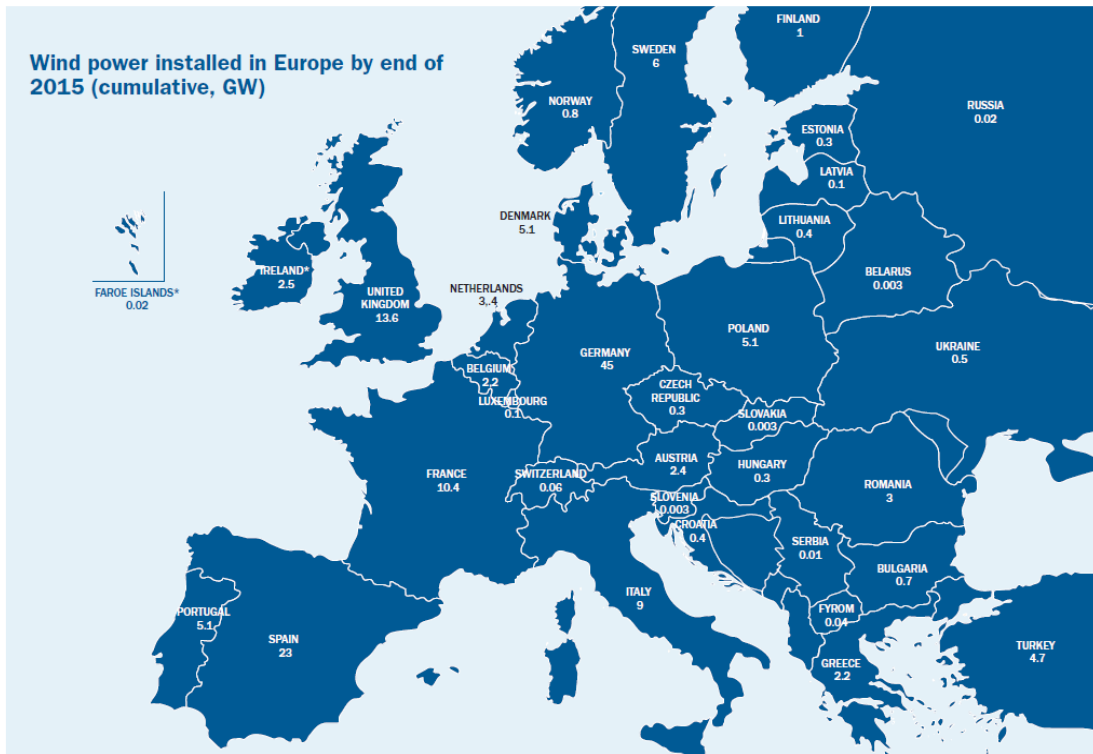 Wind power installed in Europe by end of
2015 (cumulative, GW)
FINLAND
1
SWEDEN
6
NORWAY
0.8
RUSSIA
0.02
ESTONIA
0.3
LATVIA
0.1
DENMARK
5.1
LITHUANIA
0.4
IRELAND*
2.5
BELARUS
0.003
FAROE ISLANDS*
0.02
UNITED
KINGDOM
13.6
NETHERLANDS
3,.4
POLAND
5.1
UKRAINE
0.5
GERMANY
45
BELGIUM
2,2
CZECH
REPUBLIC
0.3
LUXEMBOURG
0.1
SLOVAKIA
0.003
AUSTRIA
2.4
HUNGARY
0.3
FRANCE
10.4
SWITZERLAND
0.06
ROMANIA
3
SLOVENIA
0.003
CROATIA
0.4
SERBIA
0.01
BULGARIA
0.7
ITALY
9
PORTUGAL
5.1
FYROM
0.04
SPAIN
23
TURKEY
4.7
GREECE
2.2